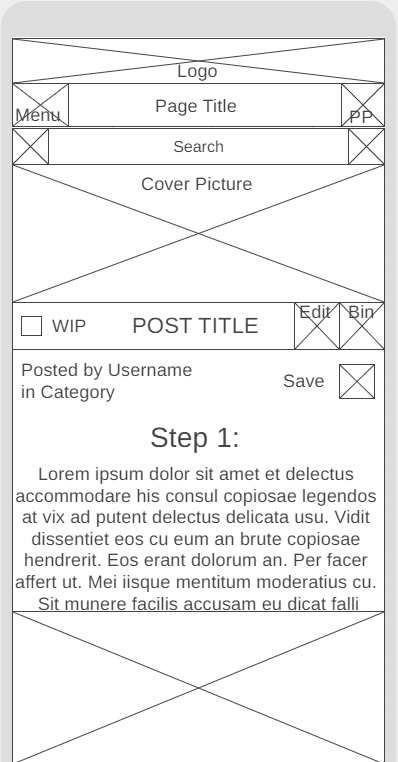 Logo
Menu
Page Title
PP
Search
Cover Picture
WIP
POST TITLE
Edit
Bin
Posted by Username
in Category
Save
Step 1:
Lorem ipsum dolor sit amet et delectus
accommodare his consul copiosae legendos
at vix ad putent delectus delicata usu. Vidit
dissentiet eos cu eum an brute copiosae
hendrerit. Eos erant dolorum an. Per facer
affert ut. Mei iisque mentitum moderatius cu.
Sit munere facilis accusam eu dicat falli